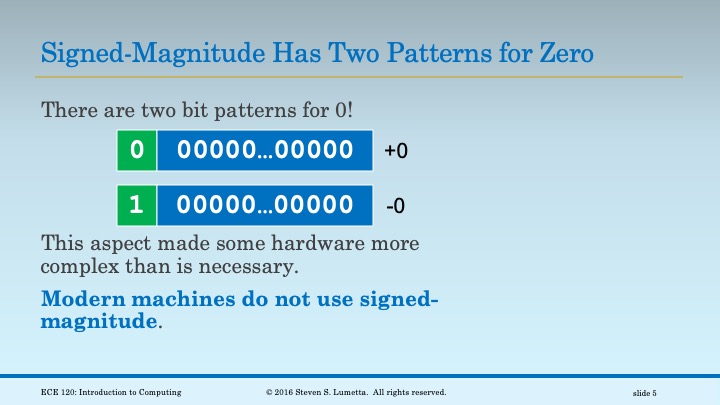 Signed-Magnitude Has Two Patterns for Zero
There are two bit patterns for 0!
0 00000…00000 +0
1 00000…00000 -0
This aspect made some hardware more
complex than is necessary.
Modern machines do not use signed-
magnitude.
ECE 120: Introduction to Computing © 2016 Steven S. Lumetta. All rights reserved. slide 5